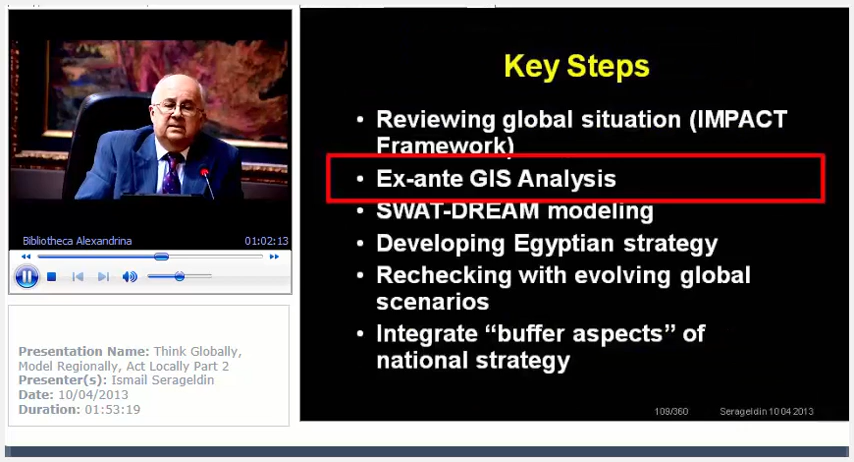 Bibliotheca Alexandrina 01:02:13
Presentation Name: Think Globally,
Model Regionally, Act Locally Part 2
Presenter(s): Ismail Serageldin
Date: 10/04/2013
Duration: 01:53:19
Key Steps
• Reviewing global situation (IMPACT
Framework)
• Ex-ante GIS Analysis
• SWAT-DREAM modeling
• Developing Egyptian strategy
• Rechecking with evolving global
scenarios
• Integrate “buffer aspects” of
national strategy
109/360 Serageldin 10 04 2013